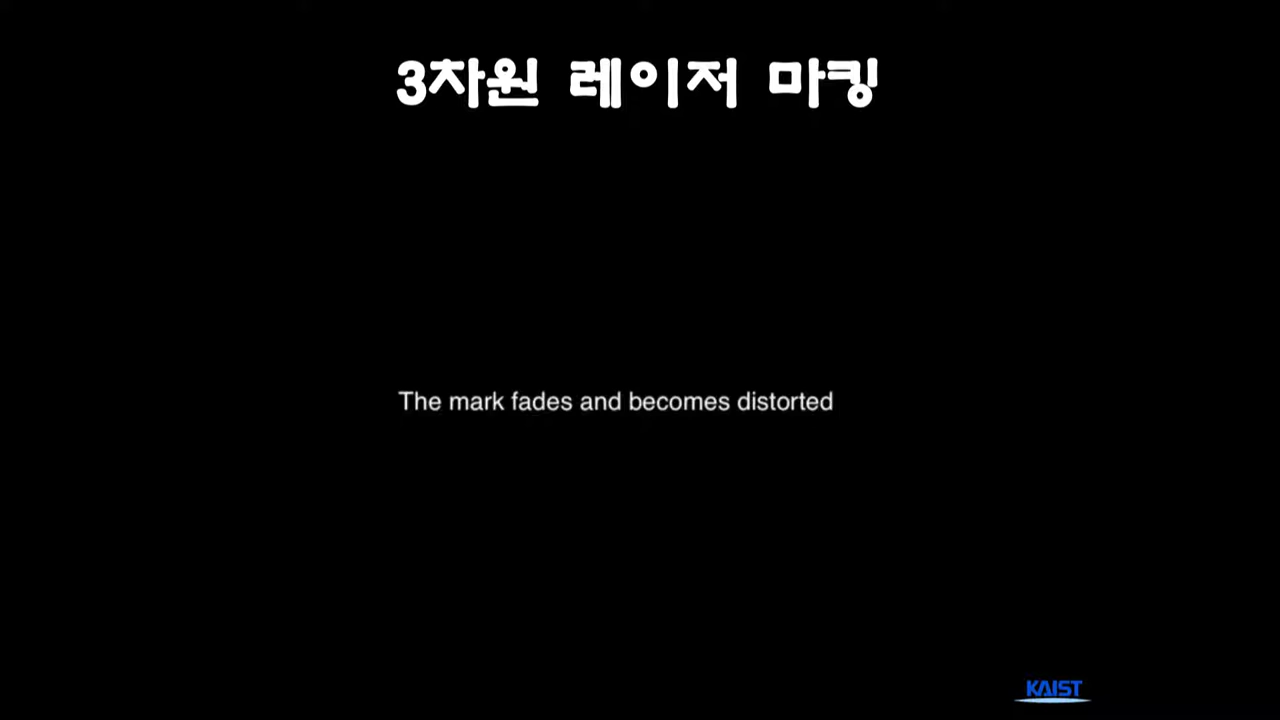 3차원 레이저 마킹
The mark fades and becomes distorted
KAIST